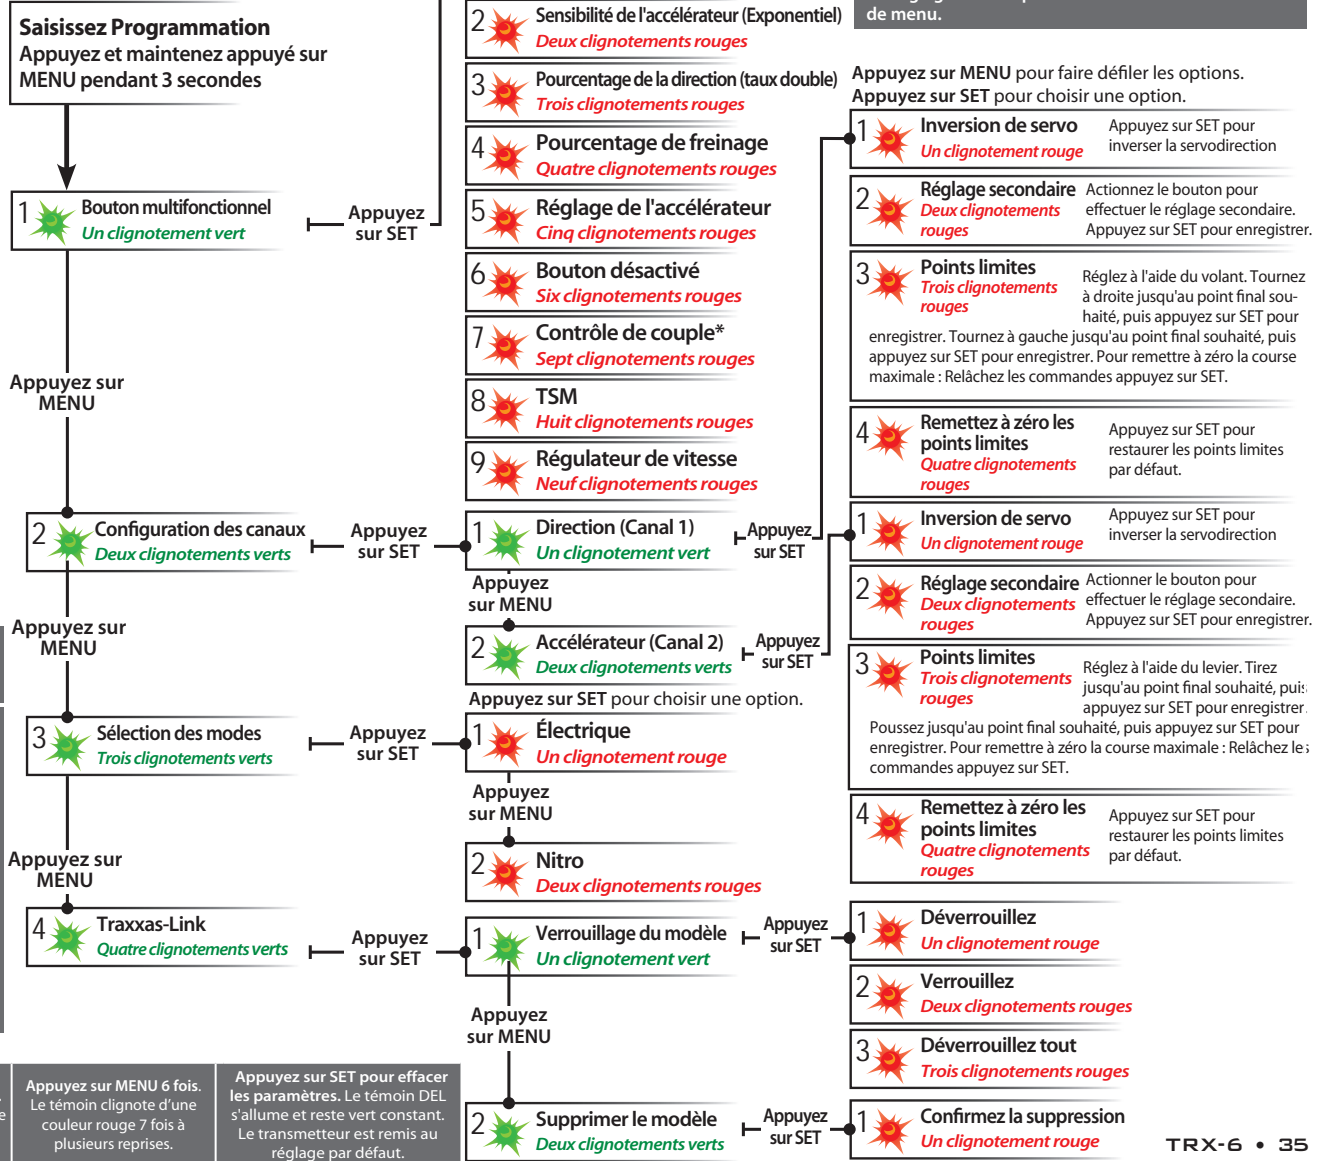 Saisissez Programmation
Appuyez et maintenez appuyé sur
MENU pendant 3 secondes
1 Bouton multifonctionnel
Un clignotement vert
Appuyez
sur SET
2 Sensibilité de l'accélérateur (Exponentiel)
Deux clignotements rouges
3 Pourcentage de la direction (taux double)
Trois clignotements rouges
4 Pourcentage de freinage
Quatre clignotements rouges
5 Réglage de l'accélérateur
Cinq clignotements rouges
6 Bouton désactivé
Six clignotements rouges
7 Contrôle de couple*
Sept clignotements rouges
8 TSM
Huit clignotements rouges
9 Régulateur de vitesse
Neuf clignotements rouges
Appuyez sur
MENU
2 Configuration des canaux
Deux clignotements verts
Appuyez
sur SET
1 Direction (Canal 1)
Un clignotement vert
Appuyez
sur SET
Appuyez
sur MENU
2 Accélérateur (Canal 2)
Deux clignotements verts
Appuyez
sur SET
de menu.
Appuyez sur MENU pour faire défiler les options.
Appuyez sur SET pour choisir une option.
1 Inversion de servo
Un clignotement rouge
Appuyez sur SET pour
inverser la servodirection
2 Réglage secondaire
Deux clignotements
rouges
Actionnez le bouton pour
effectuer le réglage secondaire.
Appuyez sur SET pour enregistrer.
3 Points limites
Trois clignotements
rouges
Réglez à l'aide du volant. Tournez
à droite jusqu'au point final sou-
haité, puis appuyez sur SET pour
enregistrer. Tournez à gauche jusqu'au point final souhaité, puis
appuyez sur SET pour enregistrer. Pour remettre à zéro la course
maximale : Relâchez les commandes appuyez sur SET.
4 Remettez à zéro les
points limites
Quatre clignotements
rouges
Appuyez sur SET pour
restaurer les points limites
par défaut.
1 Inversion de servo
Un clignotement rouge
Appuyez sur SET pour
inverser la servodirection
2 Réglage secondaire
Deux clignotements
rouges
Actionner le bouton pour
effectuer le réglage secondaire.
Appuyez sur SET pour enregistrer.
3 Points limites
Trois clignotements
rouges
Réglez à l'aide du levier. Tirez
jusqu'au point final souhaité, puis
appuyez sur SET pour enregistrer.
Poussez jusqu'au point final souhaité, puis appuyez sur SET pour
enregistrer. Pour remettre à zéro la course maximale : Relâchez les
commandes appuyez sur SET.
4 Remettez à zéro les
points limites
Quatre clignotements
rouges
Appuyez sur SET pour
restaurer les points limites
par défaut.
Appuyez sur
MENU
3 Sélection des modes
Trois clignotements verts
Appuyez
sur SET
Appuyez sur SET pour choisir une option.
1 Électrique
Un clignotement rouge
Appuyez
sur MENU
2 Nitro
Deux clignotements rouges
Appuyez sur
MENU
4 Traxxas-Link
Quatre clignotements verts
Appuyez
sur SET
1 Verrouillage du modèle
Un clignotement vert
Appuyez
sur SET
1 Déverrouillez
Un clignotement rouge
2 Verrouillez
Deux clignotements rouges
3 Déverrouillez tout
Trois clignotements rouges
Appuyez
sur MENU
2 Supprimer le modèle
Deux clignotements verts
Appuyez
sur SET
1 Confirmez la suppression
Un clignotement rouge
Appuyez sur MENU 6 fois.
Le témoin clignote d'une
couleur rouge 7 fois à
plusieurs reprises.
Appuyez sur SET pour effacer
les paramètres. Le témoin DEL
s'allume et reste vert constant.
Le transmetteur est remis au
réglage par défaut.
TRX-6 • 35